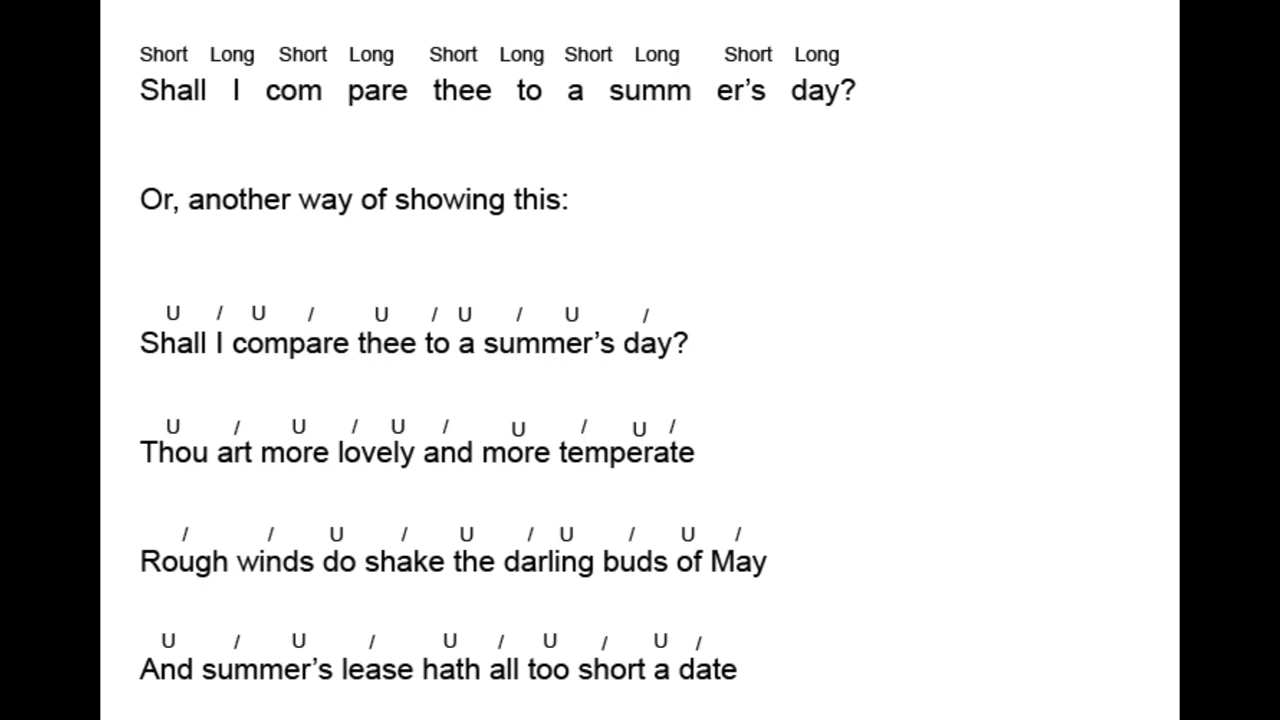 Short Long Short Long Short Long Short Long Short Long
Shall I com pare thee to a summ er’s day?
Or, another way of showing this:
U / U / U / U / U /
Shall I compare thee to a summer’s day?
U / U / U / U / U /
Thou art more lovely and more temperate
/ / U / U / U / U /
Rough winds do shake the darling buds of May
U / U / U / U / U /
And summer’s lease hath all too short a date